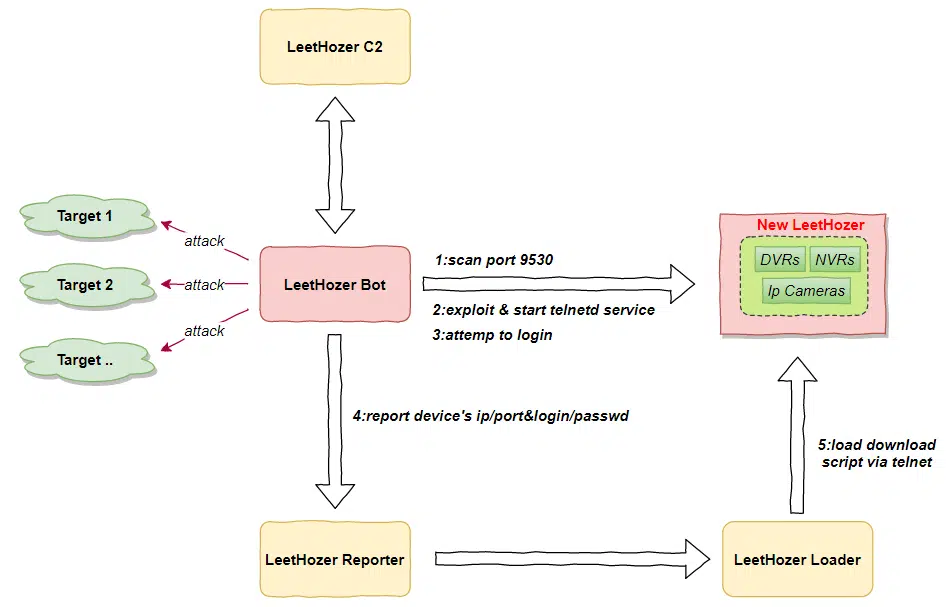 LeetHozer C2
Target 1
attack
Target 2
attack
Target ..
attack
LeetHozer Bot
1:scan port 9530
2:exploit & start telnetd service
3:attemp to login
New LeetHozer
DVRs
NVRs
Ip Cameras
4:report device's ip/port&login/passwd
5:load download
script via telnet
LeetHozer Reporter
LeetHozer Loader